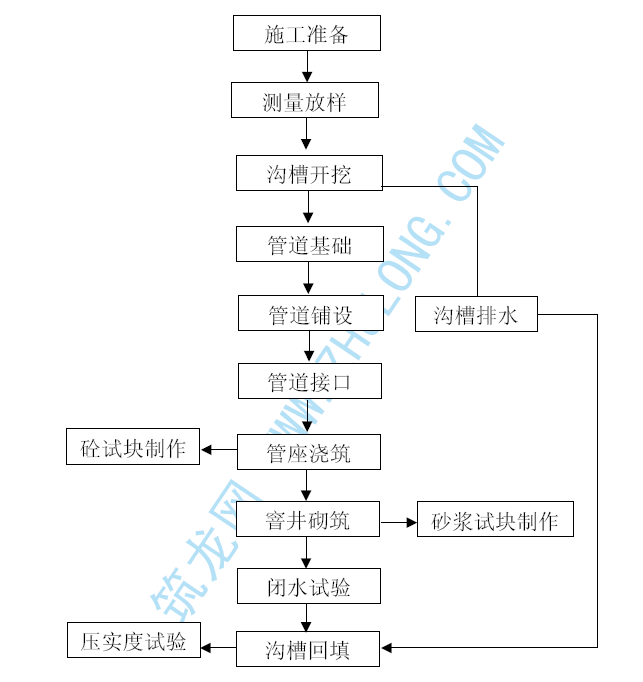 施工准备
测量放样
沟槽开挖
管道基础
管道铺设
沟槽排水
管道接口
砼试块制作
管座浇筑
窨井砌筑
砂浆试块制作
闭水试验
压实度试验
沟槽回填
筑龙网 WWW.ZHULONG.COM